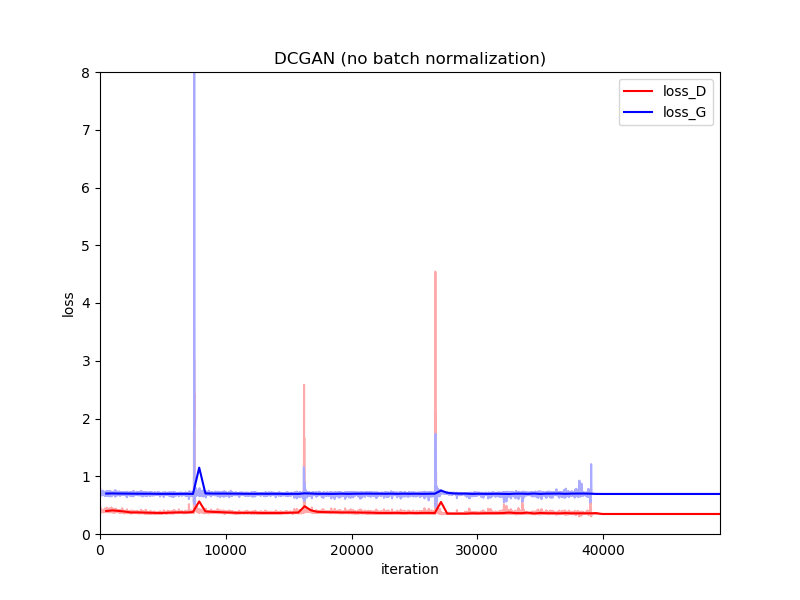 DCGAN (no batch normalization)
loss_D
loss_G
8
7
6
5
4
3
2
1
0
loss
0
10000
20000
30000
40000
iteration